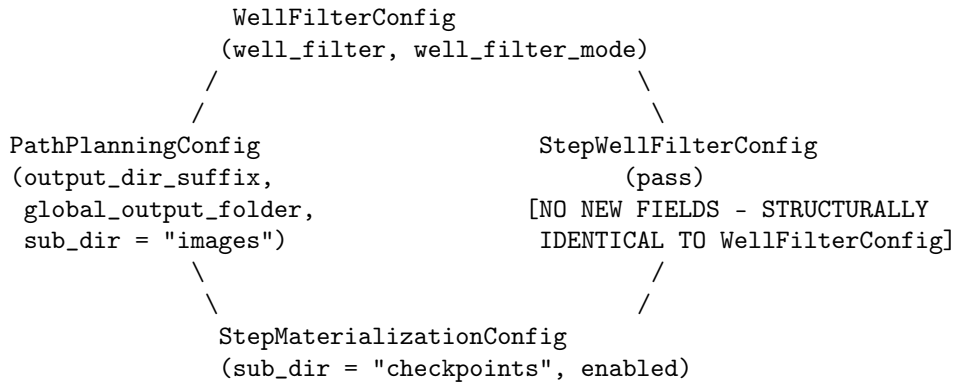 WellFilterConfig
(well_filter, well_filter_mode)
/ \
/ \
PathPlanningConfig StepWellFilterConfig
(output_dir_suffix, (pass)
global_output_folder, [NO NEW FIELDS - STRUCTURALLY
sub_dir = "images") IDENTICAL TO WellFilterConfig]
\ /
\ /
StepMaterializationConfig
(sub_dir = "checkpoints", enabled)